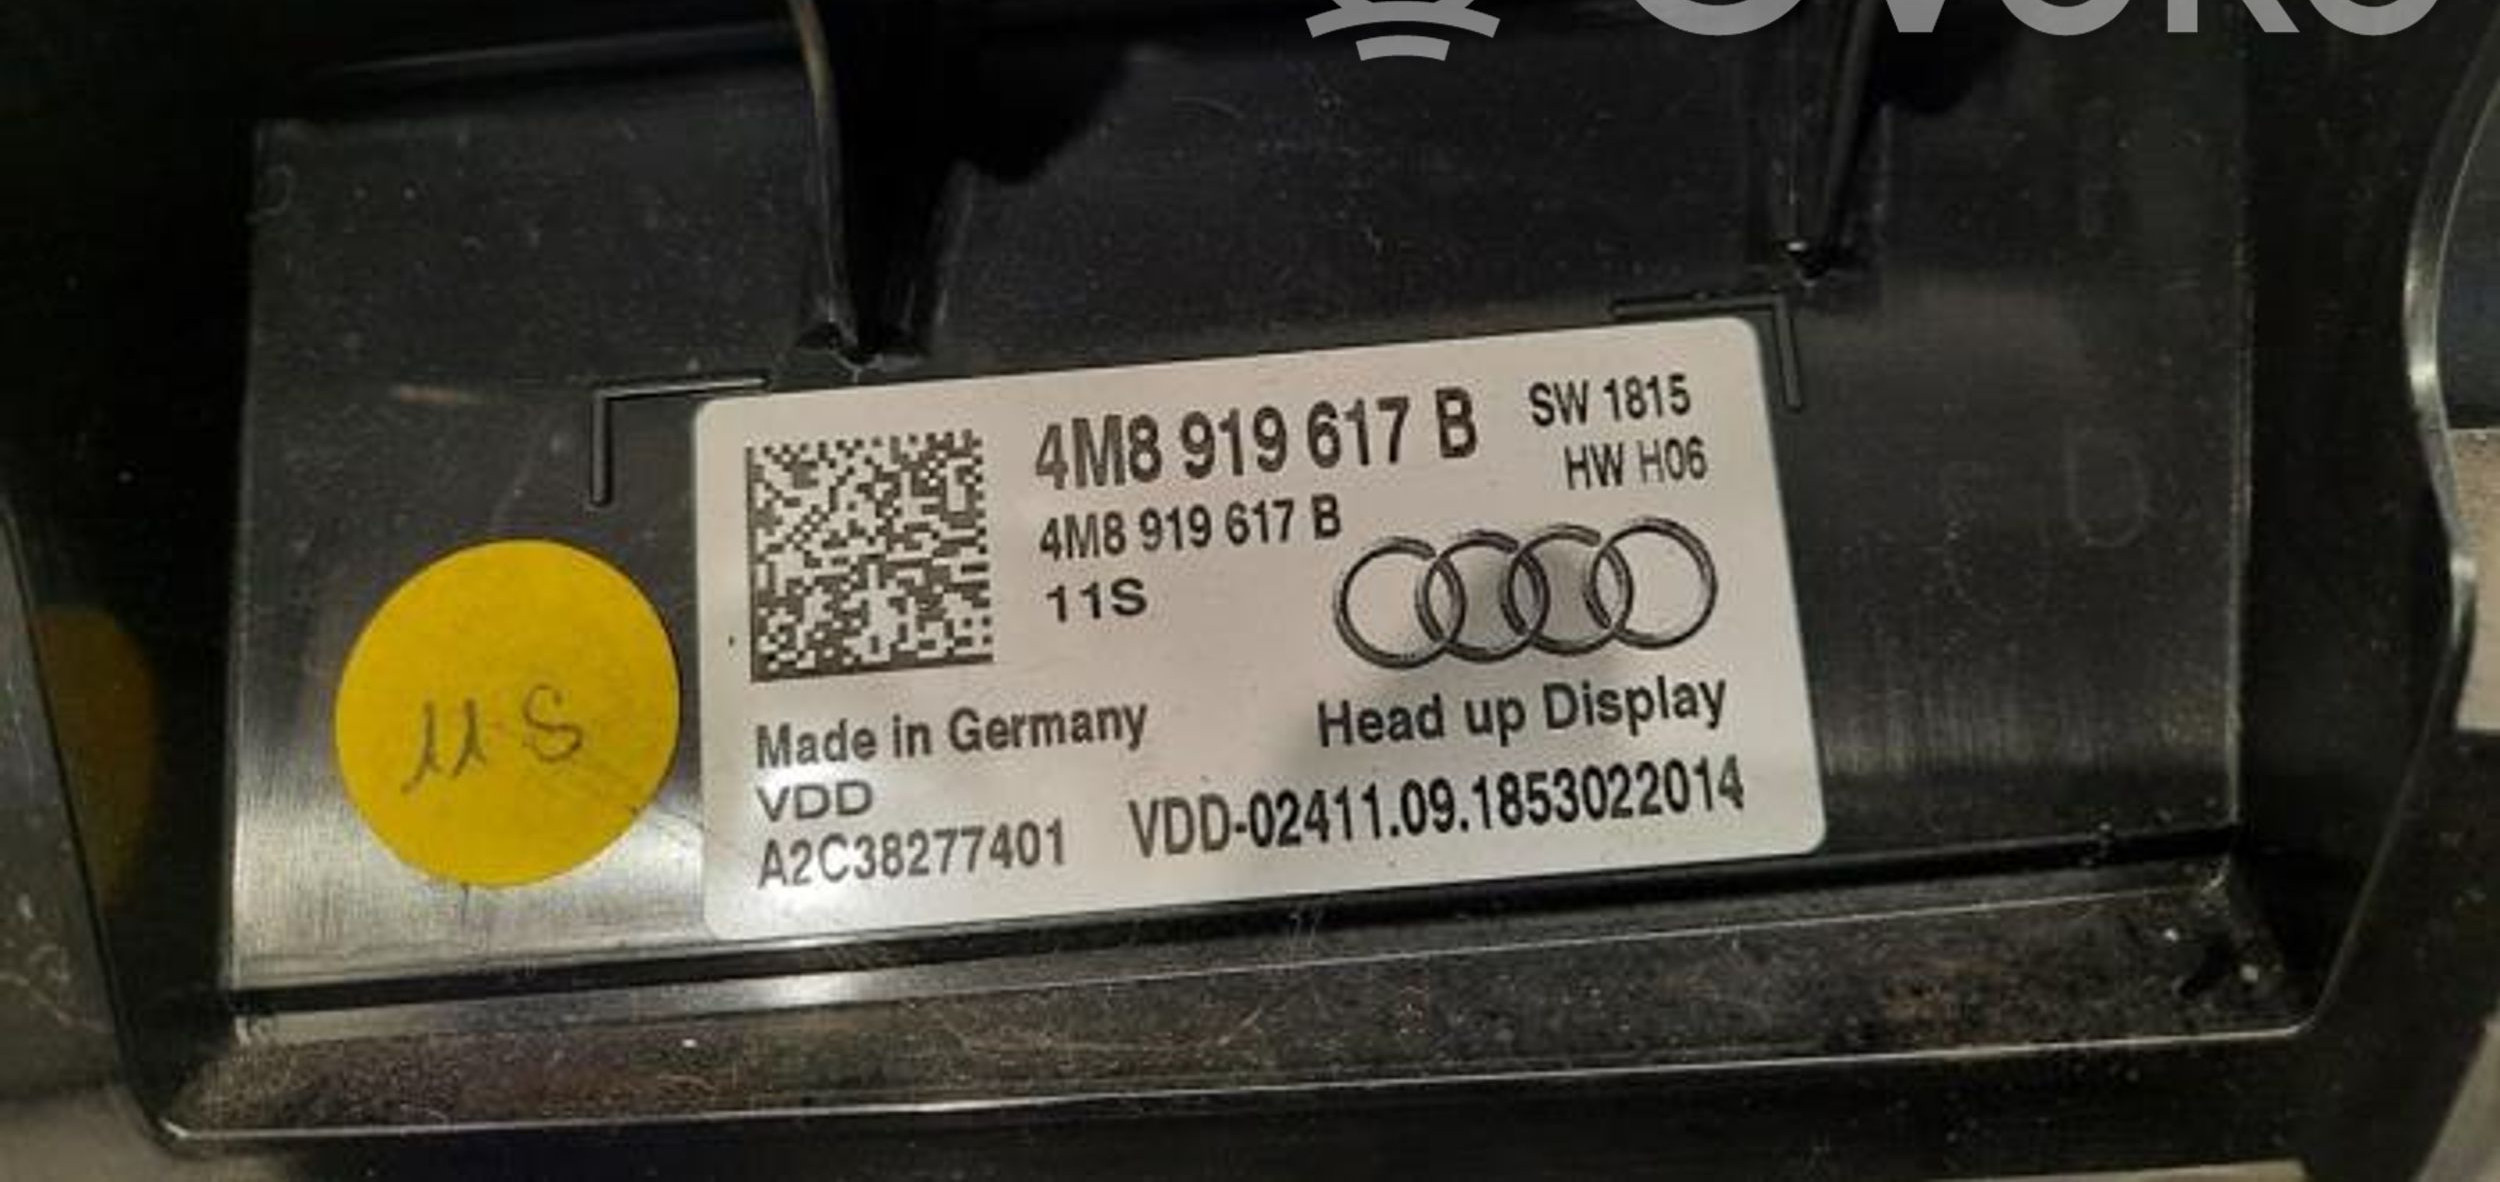 4M8 919 617 B SW 1815
HW H06
4M8 919 617 B
11S
Made in Germany
Head up Display
VDD
A2C38277401
VDD-02411.09.1853022014
11 S